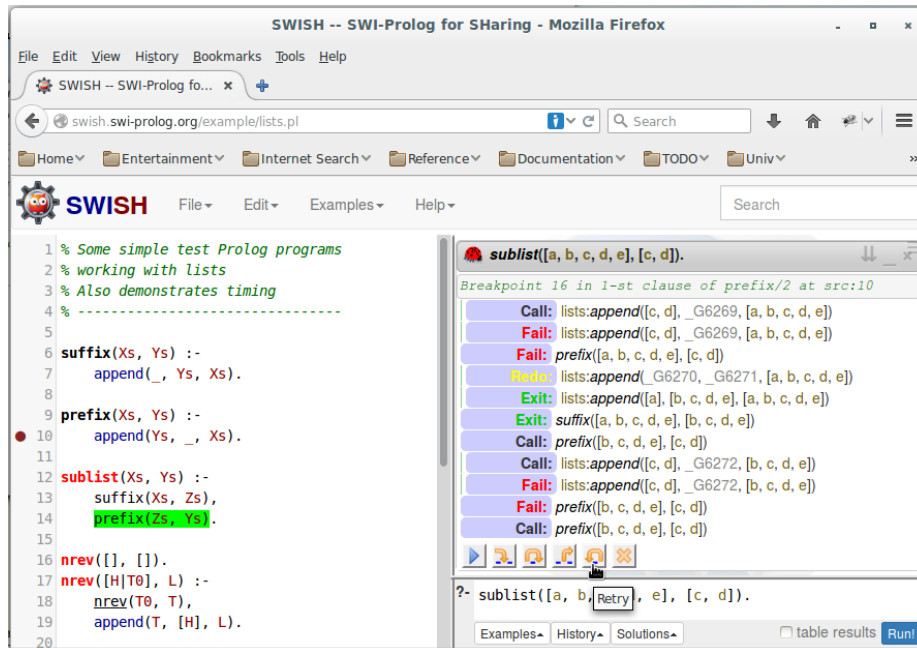 SWISH -- SWI-Prolog for SHaring - Mozilla Firefox
File Edit View History Bookmarks Tools Help
SWISH -- SWI-Prolog fo...
swish.swi-prolog.org/example/lists.pl
Search
Home Entertainment Internet Search Reference Documentation TODO Univ »
SWISH File Edit Examples Help Search
1 % Some simple test Prolog programs
2 % working with lists
3 % Also demonstrates timing
4 % --------------------------------
5
6 suffix(Xs, Ys) :-
7 append(_, Ys, Xs).
8
9 prefix(Xs, Ys) :-
10 append(Ys, _, Xs).
11
12 sublist(Xs, Ys) :-
13 suffix(Xs, Zs),
14 prefix(Zs, Ys).
15
16 nrev([], []).
17 nrev([H|T0], L) :-
18 nrev(T0, T),
19 append(T, [H], L).
20
sublist([a, b, c, d, e], [c, d]).
Breakpoint 16 in 1-st clause of prefix/2 at src:10
Call: lists:append([c, d], _G6269, [a, b, c, d, e])
Fail: lists:append([c, d], _G6269, [a, b, c, d, e])
Fail: prefix([a, b, c, d, e], [c, d])
Redo: lists:append(_G6270, _G6271, [a, b, c, d, e])
Exit: lists:append([a], [b, c, d, e], [a, b, c, d, e])
Exit: suffix([a, b, c, d, e], [b, c, d, e])
Call: prefix([b, c, d, e], [c, d])
Call: lists:append([c, d], _G6272, [b, c, d, e])
Fail: lists:append([c, d], _G6272, [b, c, d, e])
Fail: prefix([b, c, d, e], [c, d])
Call: prefix([b, c, d, e], [c, d])
?- sublist([a, b, , e], [c, d]).
Retry
Examples History Solutions table results Run!